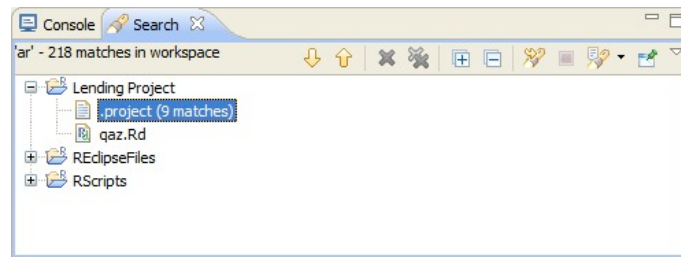 Console Search
'ar' - 218 matches in workspace
Lending Project
.project (9 matches)
qaz.Rd
REclipseFiles
RScripts